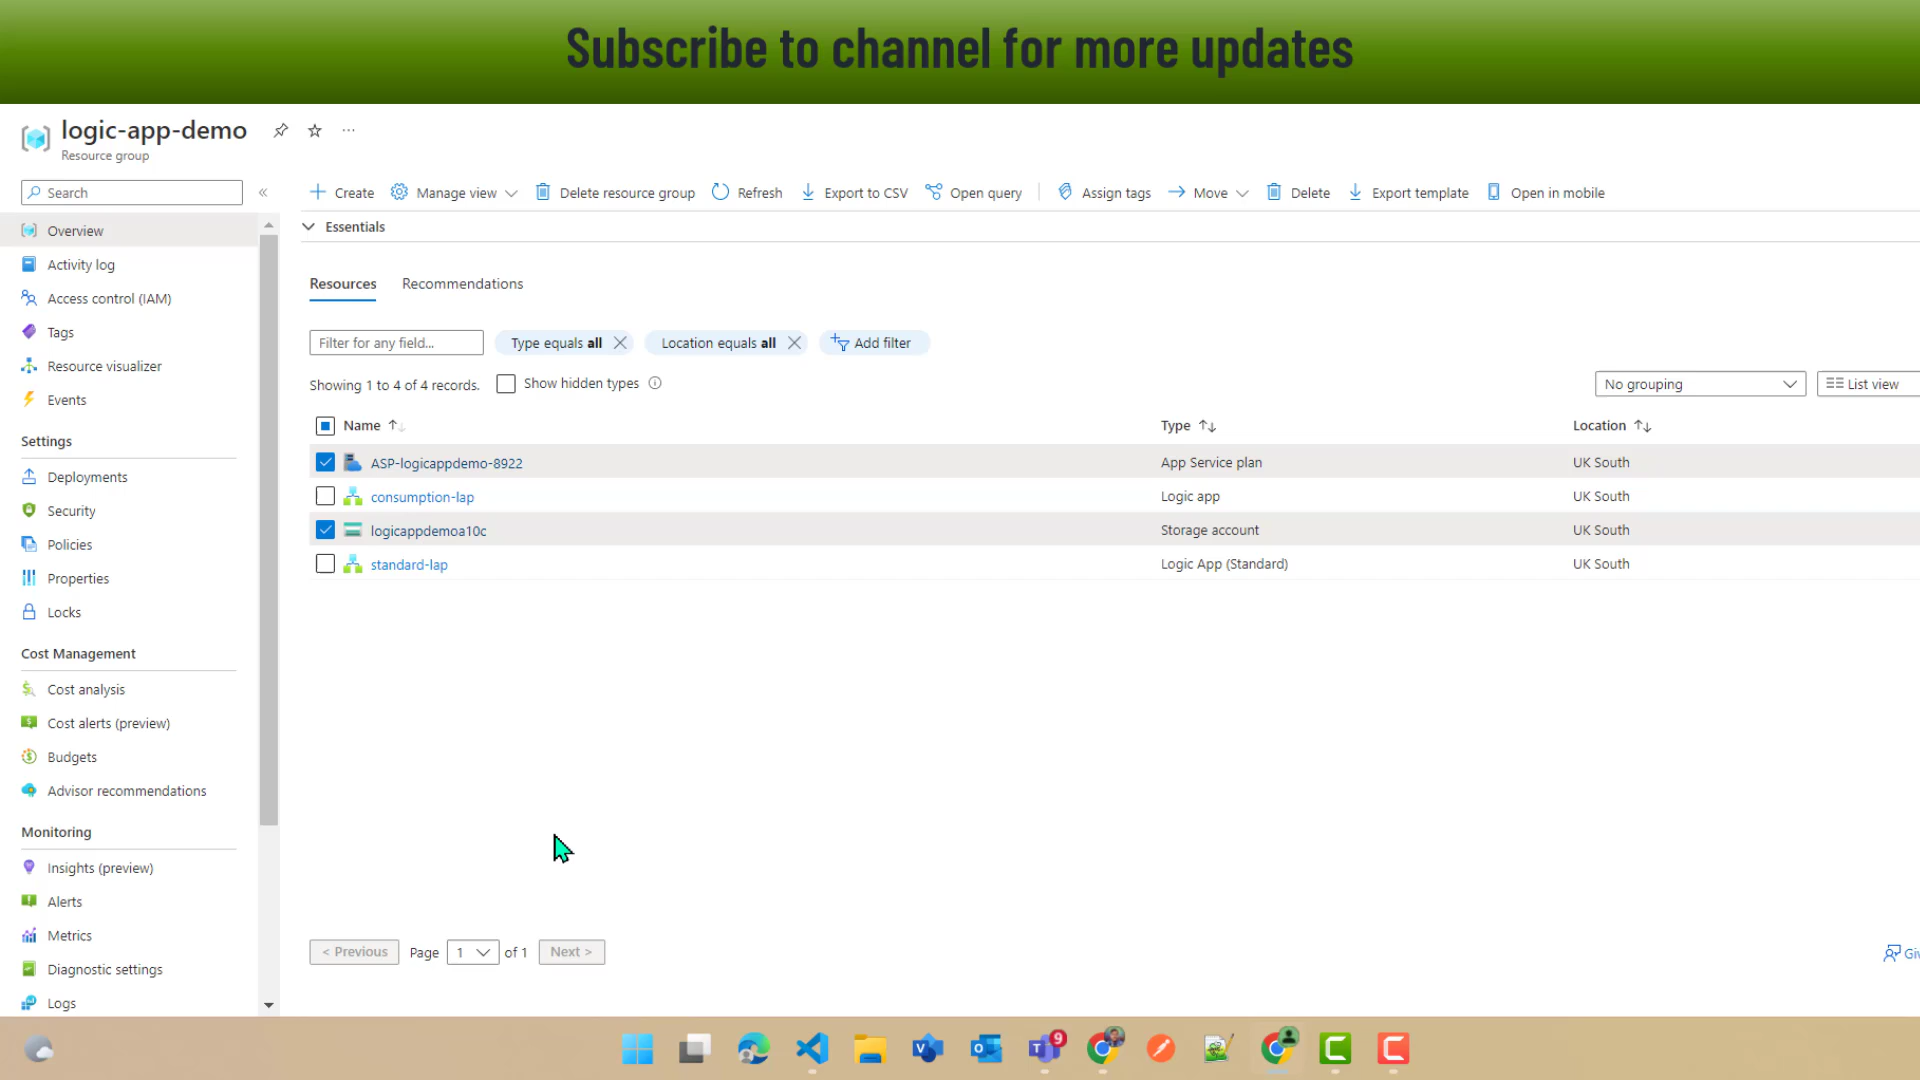 Subscribe to channel for more updates
logic-app-demo
Resource group
Search
«
Create
Manage view
Delete resource group
Refresh
Export to CSV
Open query
Assign tags
Move
Delete
Export template
Open in mobile
Overview
Activity log
Access control (IAM)
Tags
Resource visualizer
Events
Settings
Deployments
Security
Policies
Properties
Locks
Cost Management
Cost analysis
Cost alerts (preview)
Budgets
Advisor recommendations
Monitoring
Insights (preview)
Alerts
Metrics
Diagnostic settings
Logs
Essentials
Resources
Recommendations
Filter for any field...
Type equals all
Location equals all
Add filter
Showing 1 to 4 of 4 records.
Show hidden types
No grouping
List view
Name Type Location
ASP-logicappdemo-8922 App Service plan UK South
consumption-lap Logic app UK South
logicappdemoa10c Storage account UK South
standard-lap Logic App (Standard) UK South
< Previous Page 1 of 1 Next >
9